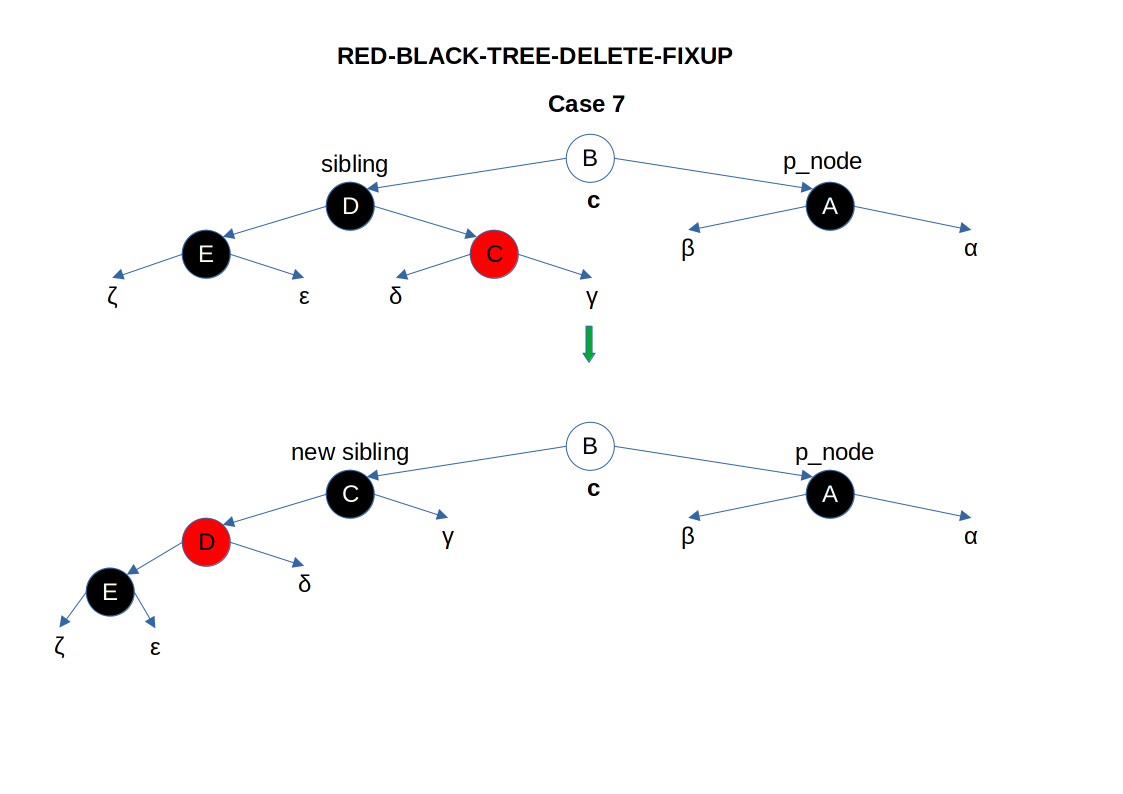 RED-BLACK-TREE-DELETE-FIXUP
Case 7
sibling
B
p_node
D
c
A
E
C
β
α
ζ
ε
δ
γ
new sibling
B
p_node
C
c
A
D
γ
β
α
E
δ
ζ
ε